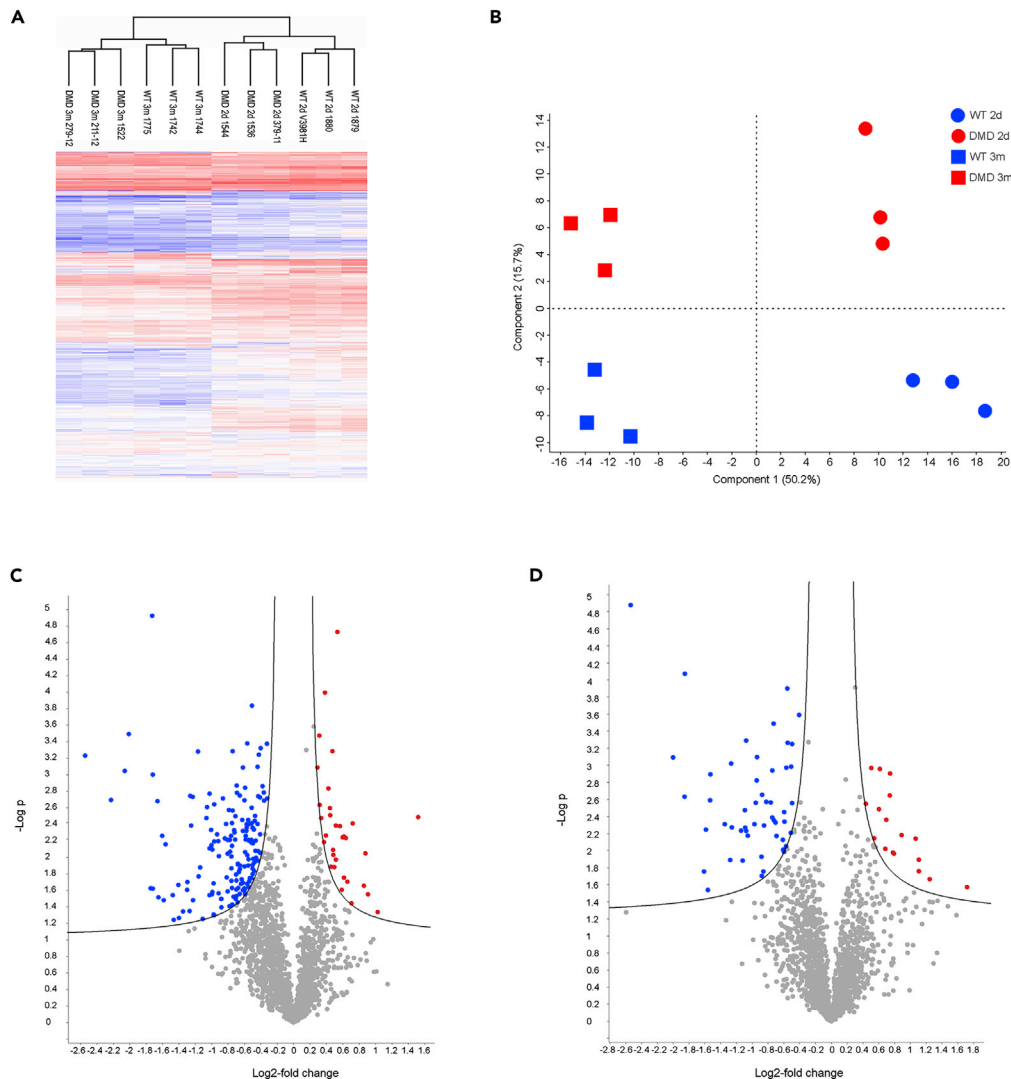 A
DMD 3m 279-12
DMD 3m 211-12
DMD 3m 1522
WT 3m 1775
WT 3m 1742
WT 3m 1744
DMD 2d 1544
DMD 2d 1536
DMD 2d 379-11
WT 2d V3981H
WT 2d 1880
WT 2d 1879
B
WT 2d
DMD 2d
WT 3m
DMD 3m
Component 2 (15.7%)
14
12
10
8
6
4
2
0
-2
-4
-6
-8
-10
-16 -14 -12 -10 -8 -6 -4 -2 0 2 4 6 8 10 12 14 16 18 20
Component 1 (50.2%)
C
-Log p
5
4.8
4.6
4.4
4.2
4
3.8
3.6
3.4
3.2
3
2.8
2.6
2.4
2.2
2
1.8
1.6
1.4
1.2
1
0.8
0.6
0.4
0.2
0
-2.6 -2.4 -2.2 -2 -1.8 -1.6 -1.4 -1.2 -1 -0.8 -0.6 -0.4 -0.2 0 0.2 0.4 0.6 0.8 1 1.2 1.4 1.6
Log2-fold change
D
-Log p
5
4.8
4.6
4.4
4.2
4
3.8
3.6
3.4
3.2
3
2.8
2.6
2.4
2.2
2
1.8
1.6
1.4
1.2
1
0.8
0.6
0.4
0.2
0
-2.8 -2.6 -2.4 -2.2 -2 -1.8 -1.6 -1.4 -1.2 -1 -0.8 -0.6 -0.4 -0.2 0 0.2 0.4 0.6 0.8 1 1.2 1.4 1.6 1.8
Log2-fold change